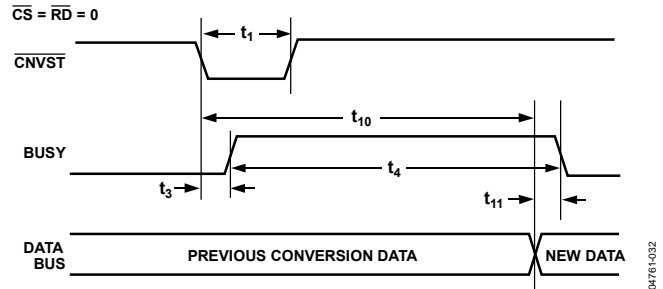 CS = RD = 0
t1
CNVST
t10
BUSY
t4
t3
t11
DATA BUS
PREVIOUS CONVERSION DATA
NEW DATA
04761-032